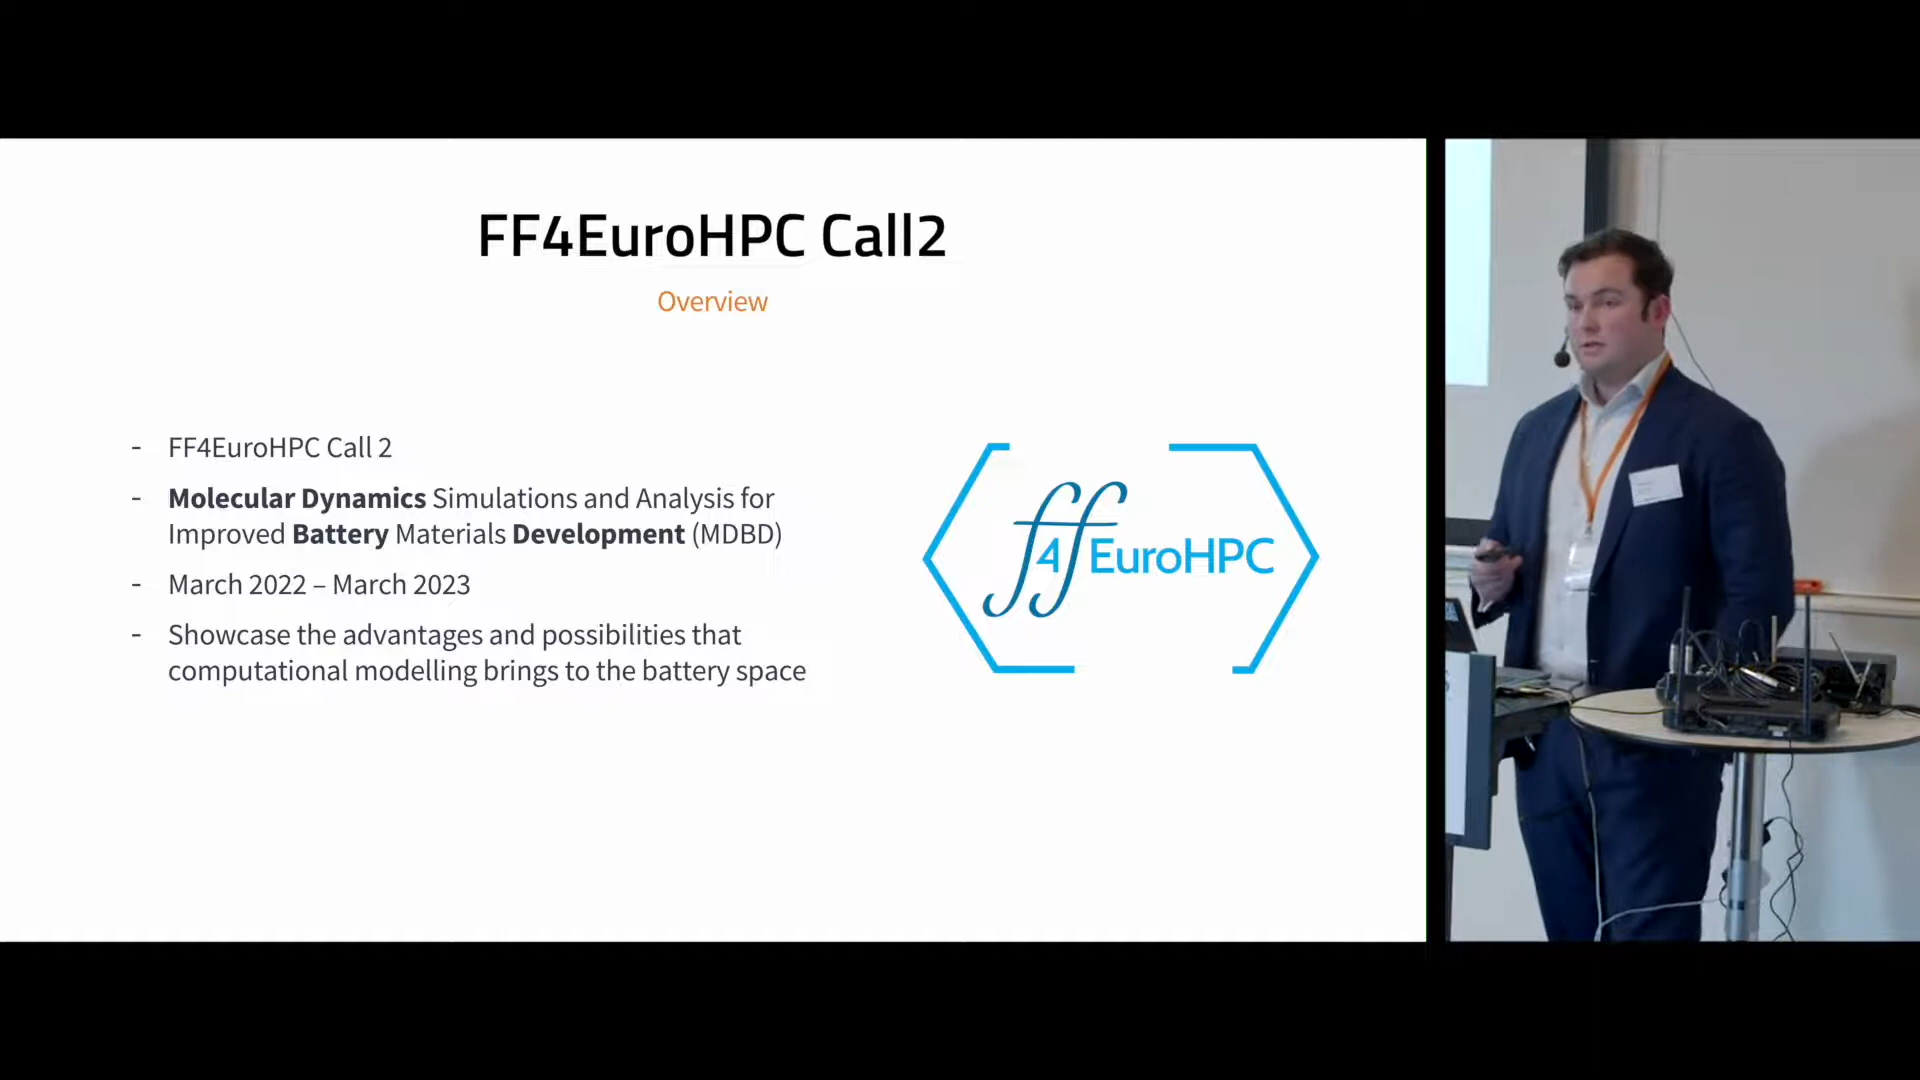 FF4EuroHPC Call2
Overview
- FF4EuroHPC Call 2
- Molecular Dynamics Simulations and Analysis for
Improved Battery Materials Development (MDBD)
- March 2022 – March 2023
- Showcase the advantages and possibilities that
computational modelling brings to the battery space
ff4EuroHPC